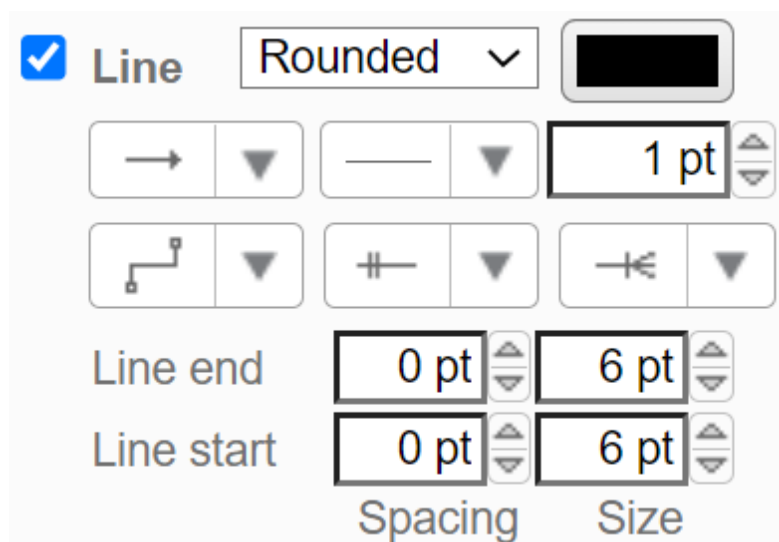 Line Rounded
1 pt
Line end 0 pt 6 pt
Line start 0 pt 6 pt
Spacing Size